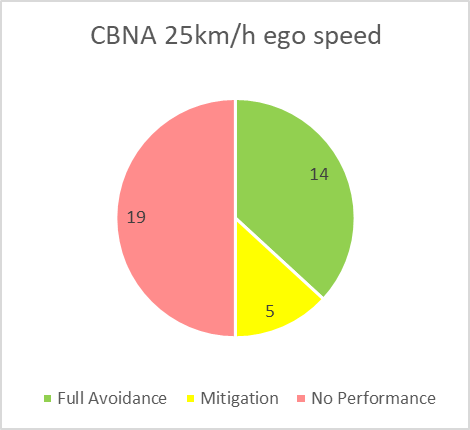 CBNA 25km/h ego speed
14
19
5
Full Avoidance Mitigation No Performance